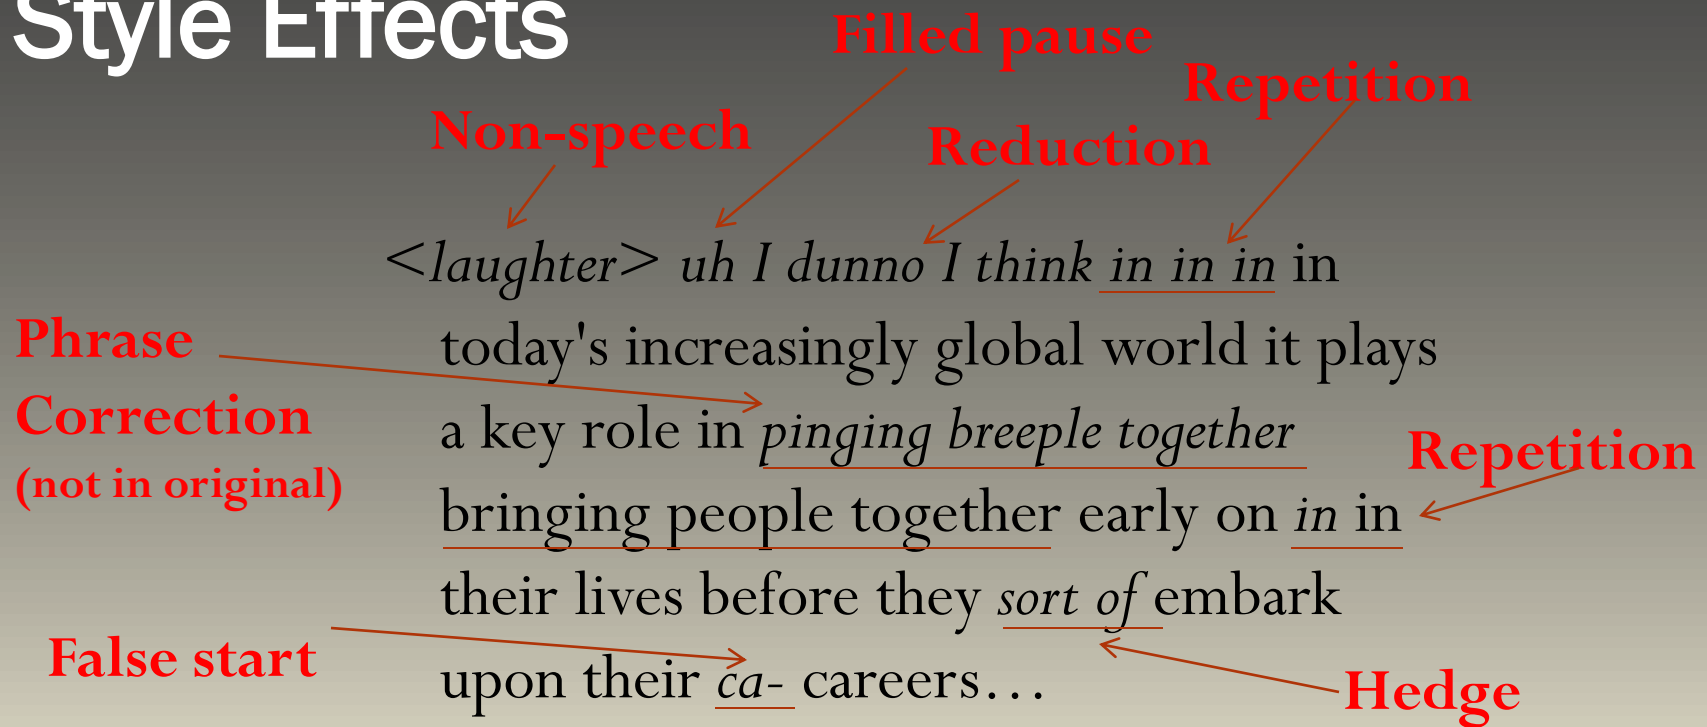 Style Effects
Filled pause
Repetition
Non-speech
Reduction
<laughter> uh I dunno I think in in in in
Phrase
today's increasingly global world it plays
Correction
a key role in pinging breeple together
Repetition
(not in original)
bringing people together early on in in
their lives before they sort of embark
False start
upon their ca- careers…
Hedge